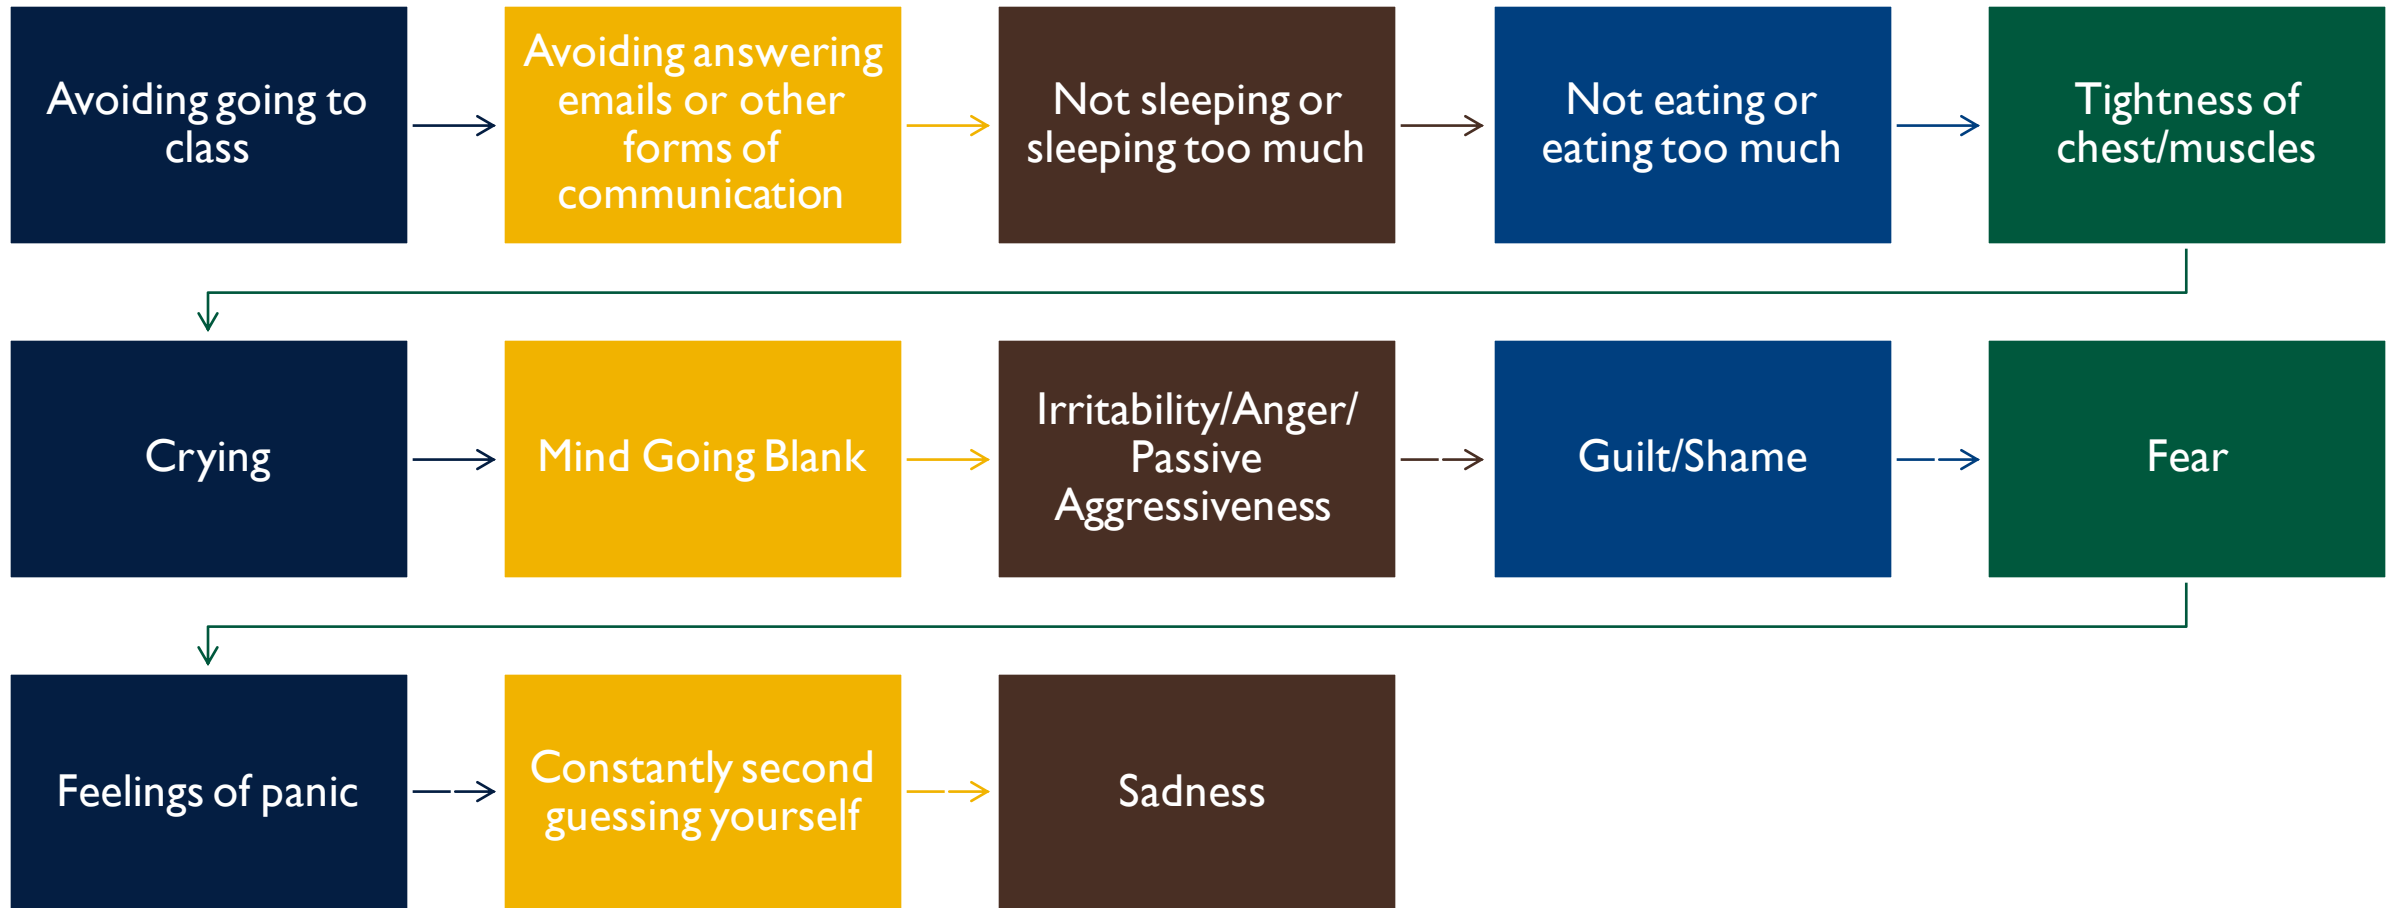 Avoiding going to
class
Avoiding answering
emails or other
forms of
communication
Not sleeping or
sleeping too much
Not eating or
eating too much
Tightness of
chest/muscles
Crying
Mind Going Blank
Irritability/Anger/
Passive
Aggressiveness
Guilt/Shame
Fear
Feelings of panic
Constantly second
guessing yourself
Sadness